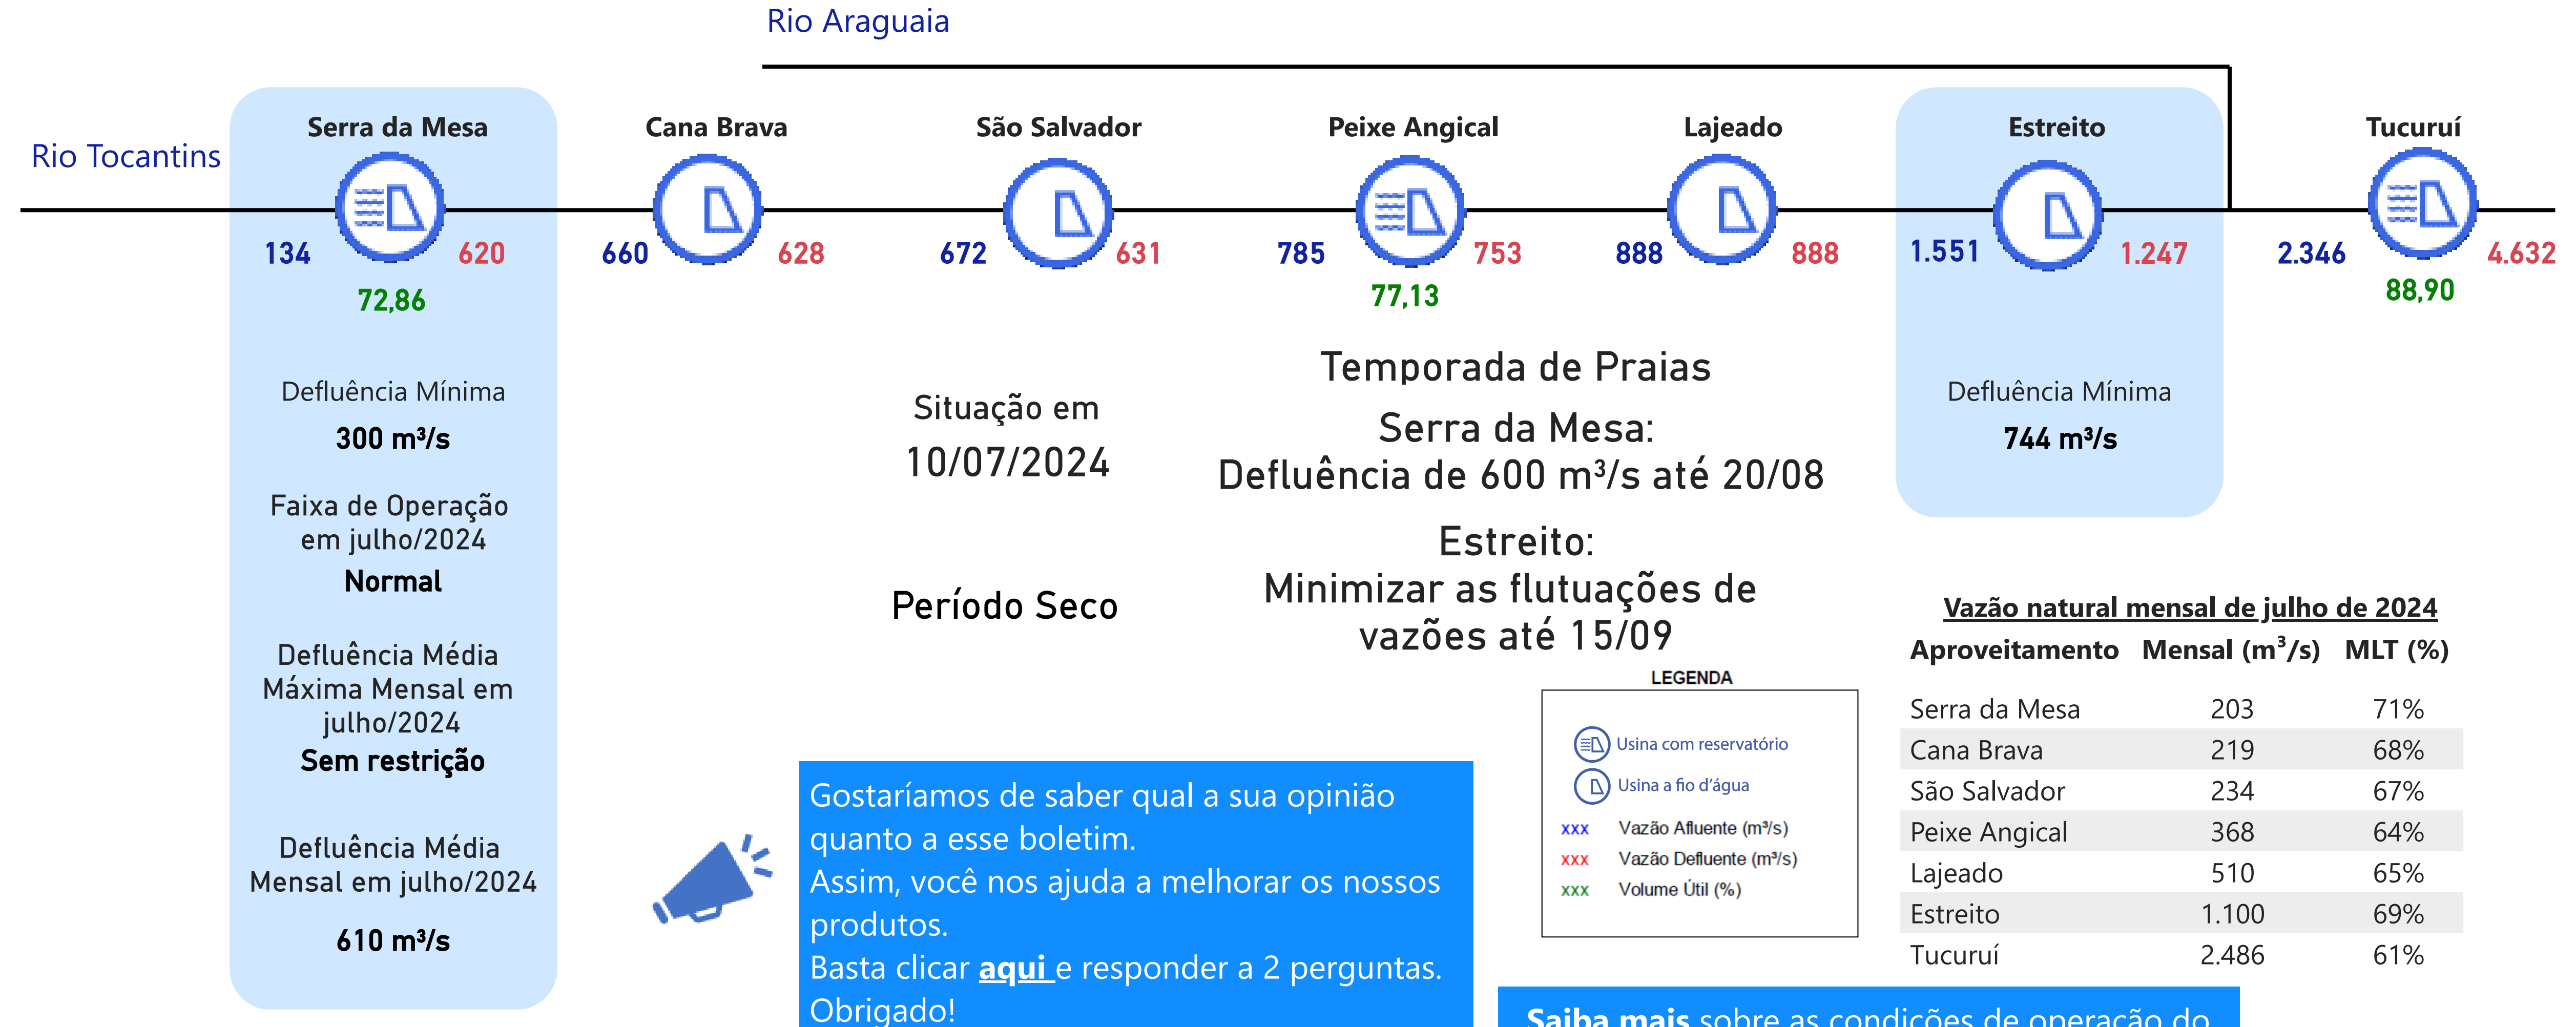 Rio Araguaia
Rio Tocantins
Serra da Mesa
Cana Brava
São Salvador
Peixe Angical
Lajeado
Estreito
Tucuruí
134
620
660
628
672
631
785
753
888
888
1.551
1.247
2.346
4.632
72,86
77,13
88,90
Defluência Mínima
300 m³/s
Faixa de Operação
em julho/2024
Normal
Defluência Média
Máxima Mensal em
julho/2024
Sem restrição
Defluência Média
Mensal em julho/2024
610 m³/s
Situação em
10/07/2024
Período Seco
Temporada de Praias
Serra da Mesa:
Defluência de 600 m³/s até 20/08
Estreito:
Minimizar as flutuações de
vazões até 15/09
Defluência Mínima
744 m³/s
Gostaríamos de saber qual a sua opinião
quanto a esse boletim.
Assim, você nos ajuda a melhorar os nossos
produtos.
Basta clicar aqui e responder a 2 perguntas.
Obrigado!
LEGENDA
Usina com reservatório
Usina a fio d'água
xxx Vazão Afluente (m³/s)
xxx Vazão Defluente (m³/s)
xxx Volume Útil (%)
Vazão natural mensal de julho de 2024
Aproveitamento Mensal (m³/s) MLT (%)
Serra da Mesa 203 71%
Cana Brava 219 68%
São Salvador 234 67%
Peixe Angical 368 64%
Lajeado 510 65%
Estreito 1.100 69%
Tucuruí 2.486 61%
Saiba mais sobre as condições de operação do